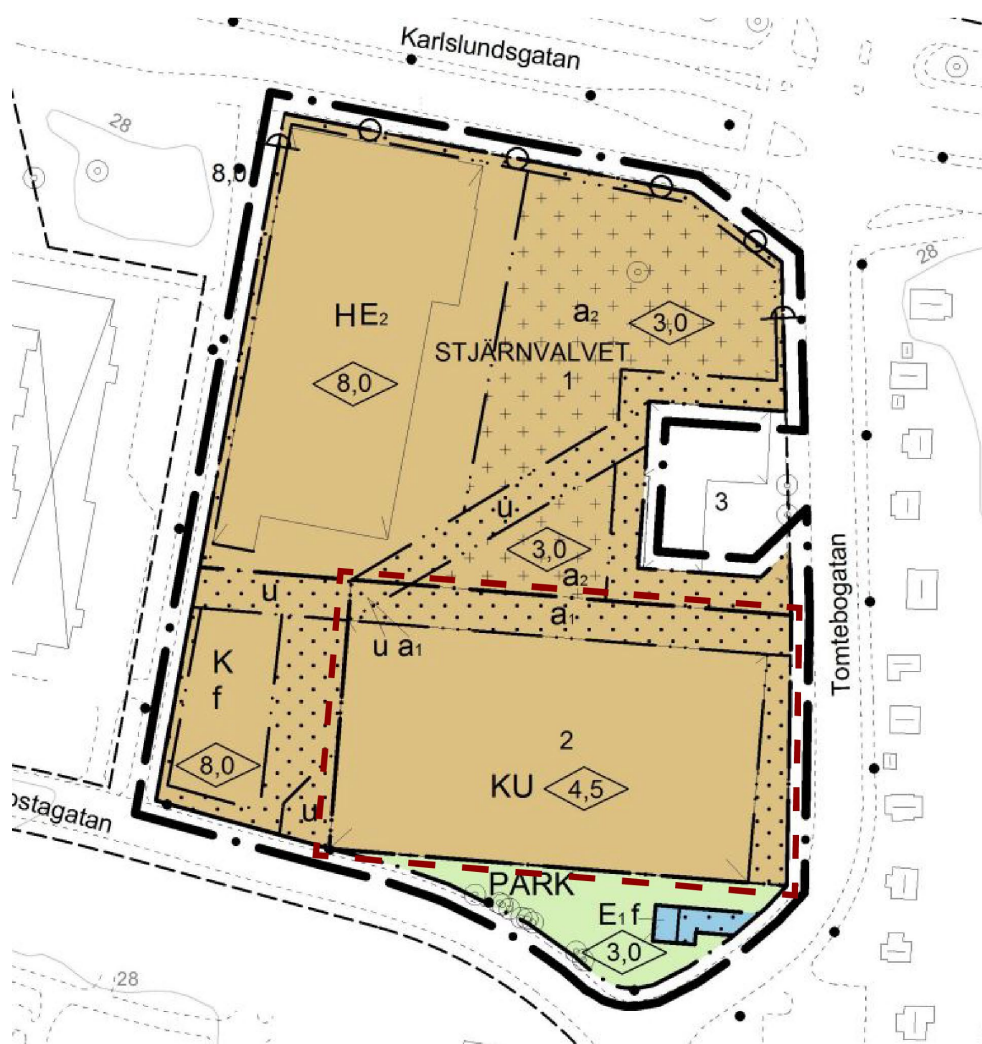 Karlslundsgatan
28
8,0
28
HE2
a2
3,0
STJÄRNVALVET
1
8,0
3
u
3,0
a2
u
a1
Tomtebogatan
u a1
K
f
2
8,0
KU
4,5
ostagatan
u
PARK
E1 f
3,0
28